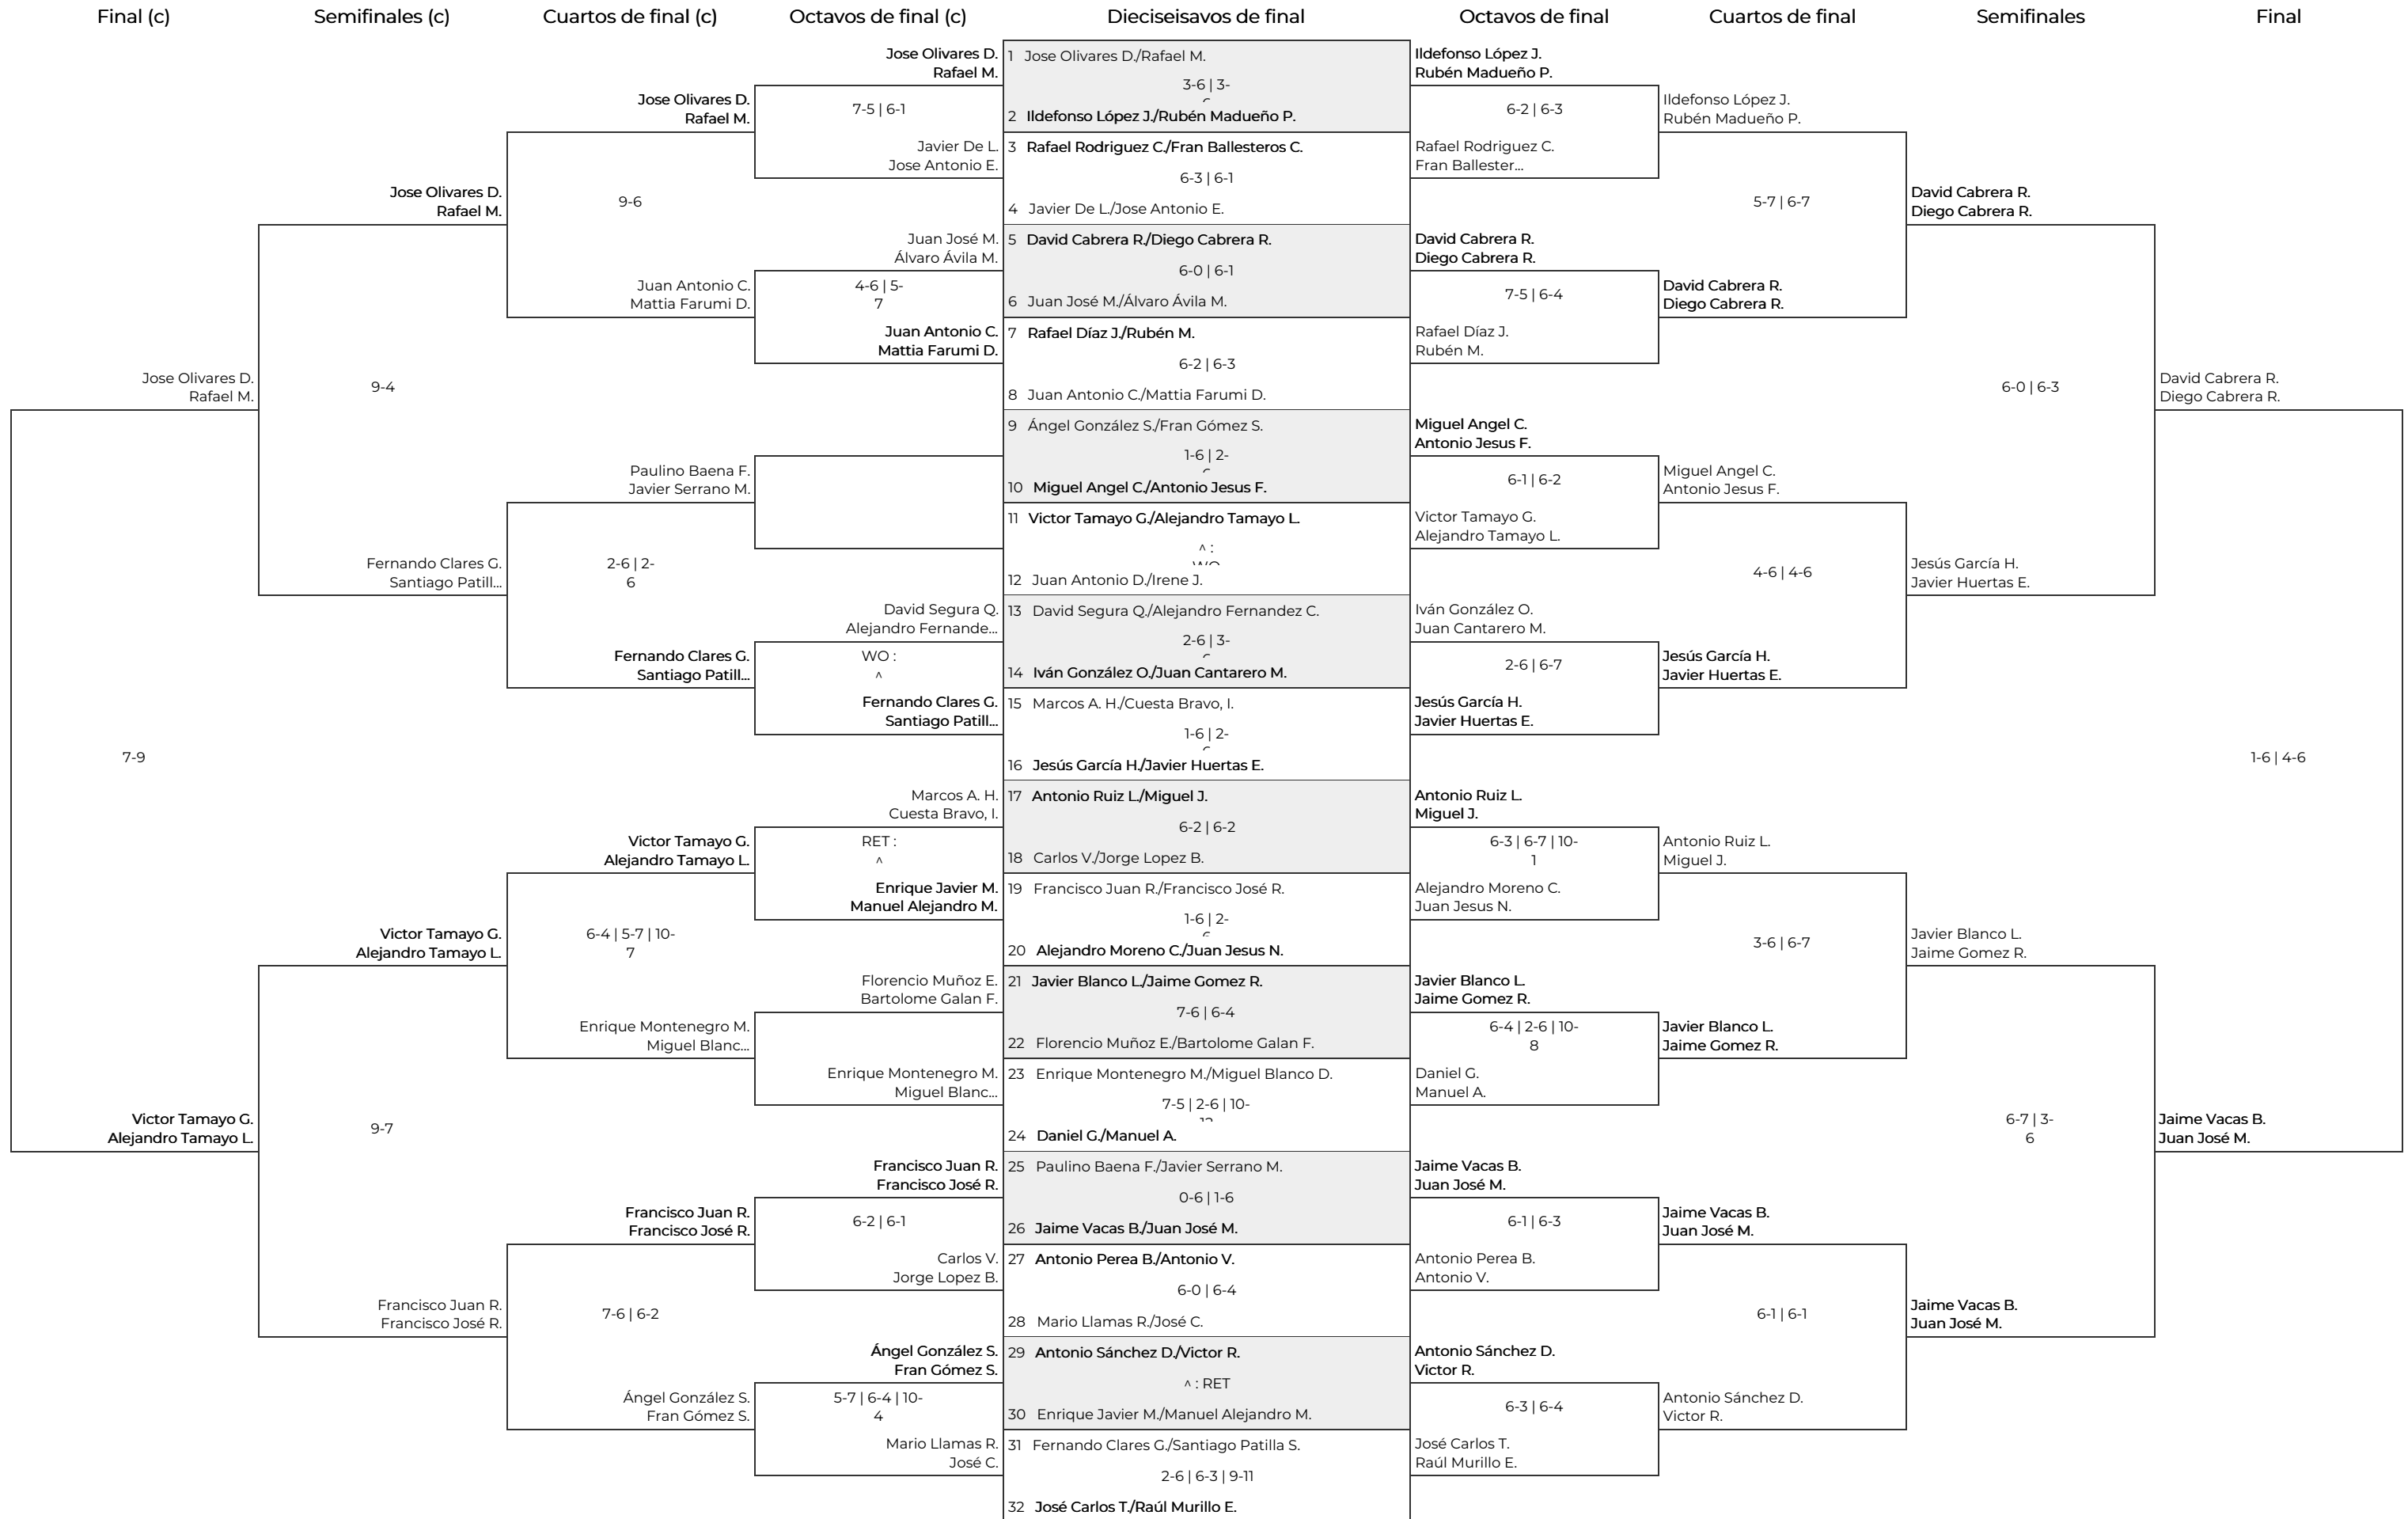 Final (c)
Semifinales (c)
Cuartos de final (c)
Octavos de final (c)
Dieciseisavos de final
Octavos de final
Cuartos de final
Semifinales
Final
Jose Olivares D.
Rafael M.
7-9
Victor Tamayo G.
Alejandro Tamayo L.
Jose Olivares D.
Rafael M.
9-4
Fernando Clares G.
Santiago Patill...
Victor Tamayo G.
Alejandro Tamayo L.
9-7
Francisco Juan R.
Francisco José R.
Jose Olivares D.
Rafael M.
9-6
Juan Antonio C.
Mattia Farumi D.
Paulino Baena F.
Javier Serrano M.
2-6 | 2-
6
Fernando Clares G.
Santiago Patill...
Victor Tamayo G.
Alejandro Tamayo L.
6-4 | 5-7 | 10-
7
Enrique Montenegro M.
Miguel Blanc...
Francisco Juan R.
Francisco José R.
7-6 | 6-2
Ángel González S.
Fran Gómez S.
Jose Olivares D.
Rafael M.
7-5 | 6-1
Javier De L.
Jose Antonio E.
Juan José M.
Álvaro Ávila M.
4-6 | 5-
7
Juan Antonio C.
Mattia Farumi D.
David Segura Q.
Alejandro Fernande...
WO :
^
Fernando Clares G.
Santiago Patill...
Marcos A. H.
Cuesta Bravo, I.
RET :
^
Enrique Javier M.
Manuel Alejandro M.
Florencio Muñoz E.
Bartolome Galan F.
Enrique Montenegro M.
Miguel Blanc...
Francisco Juan R.
Francisco José R.
6-2 | 6-1
Carlos V.
Jorge Lopez B.
Ángel González S.
Fran Gómez S.
5-7 | 6-4 | 10-
4
Mario Llamas R.
José C.
1 Jose Olivares D./Rafael M.
3-6 | 3-
2 Ildefonso López J./Rubén Madueño P.
3 Rafael Rodriguez C./Fran Ballesteros C.
6-3 | 6-1
4 Javier De L./Jose Antonio E.
5 David Cabrera R./Diego Cabrera R.
6-0 | 6-1
6 Juan José M./Álvaro Ávila M.
7 Rafael Díaz J./Rubén M.
6-2 | 6-3
8 Juan Antonio C./Mattia Farumi D.
9 Ángel González S./Fran Gómez S.
1-6 | 2-
10 Miguel Angel C./Antonio Jesus F.
11 Victor Tamayo G./Alejandro Tamayo L.
^ :
WO
12 Juan Antonio D./Irene J.
13 David Segura Q./Alejandro Fernandez C.
2-6 | 3-
14 Iván González O./Juan Cantarero M.
15 Marcos A. H./Cuesta Bravo, I.
1-6 | 2-
16 Jesús García H./Javier Huertas E.
17 Antonio Ruiz L./Miguel J.
6-2 | 6-2
18 Carlos V./Jorge Lopez B.
19 Francisco Juan R./Francisco José R.
1-6 | 2-
20 Alejandro Moreno C./Juan Jesus N.
21 Javier Blanco L./Jaime Gomez R.
7-6 | 6-4
22 Florencio Muñoz E./Bartolome Galan F.
23 Enrique Montenegro M./Miguel Blanco D.
7-5 | 2-6 | 10-
24 Daniel G./Manuel A.
25 Paulino Baena F./Javier Serrano M.
0-6 | 1-6
26 Jaime Vacas B./Juan José M.
27 Antonio Perea B./Antonio V.
6-0 | 6-4
28 Mario Llamas R./José C.
29 Antonio Sánchez D./Victor R.
^ : RET
30 Enrique Javier M./Manuel Alejandro M.
31 Fernando Clares G./Santiago Patilla S.
2-6 | 6-3 | 9-11
32 José Carlos T./Raúl Murillo E.
Ildefonso López J.
Rubén Madueño P.
6-2 | 6-3
Rafael Rodriguez C.
Fran Ballester...
David Cabrera R.
Diego Cabrera R.
7-5 | 6-4
Rafael Díaz J.
Rubén M.
Miguel Angel C.
Antonio Jesus F.
6-1 | 6-2
Victor Tamayo G.
Alejandro Tamayo L.
Iván González O.
Juan Cantarero M.
2-6 | 6-7
Jesús García H.
Javier Huertas E.
Antonio Ruiz L.
Miguel J.
6-3 | 6-7 | 10-
1
Alejandro Moreno C.
Juan Jesus N.
Javier Blanco L.
Jaime Gomez R.
6-4 | 2-6 | 10-
8
Daniel G.
Manuel A.
Jaime Vacas B.
Juan José M.
6-1 | 6-3
Antonio Perea B.
Antonio V.
Antonio Sánchez D.
Victor R.
6-3 | 6-4
José Carlos T.
Raúl Murillo E.
Ildefonso López J.
Rubén Madueño P.
5-7 | 6-7
David Cabrera R.
Diego Cabrera R.
Miguel Angel C.
Antonio Jesus F.
4-6 | 4-6
Jesús García H.
Javier Huertas E.
Antonio Ruiz L.
Miguel J.
3-6 | 6-7
Javier Blanco L.
Jaime Gomez R.
Jaime Vacas B.
Juan José M.
6-1 | 6-1
Antonio Sánchez D.
Victor R.
David Cabrera R.
Diego Cabrera R.
6-0 | 6-3
Jesús García H.
Javier Huertas E.
Javier Blanco L.
Jaime Gomez R.
6-7 | 3-
6
Jaime Vacas B.
Juan José M.
David Cabrera R.
Diego Cabrera R.
1-6 | 4-6
Jaime Vacas B.
Juan José M.